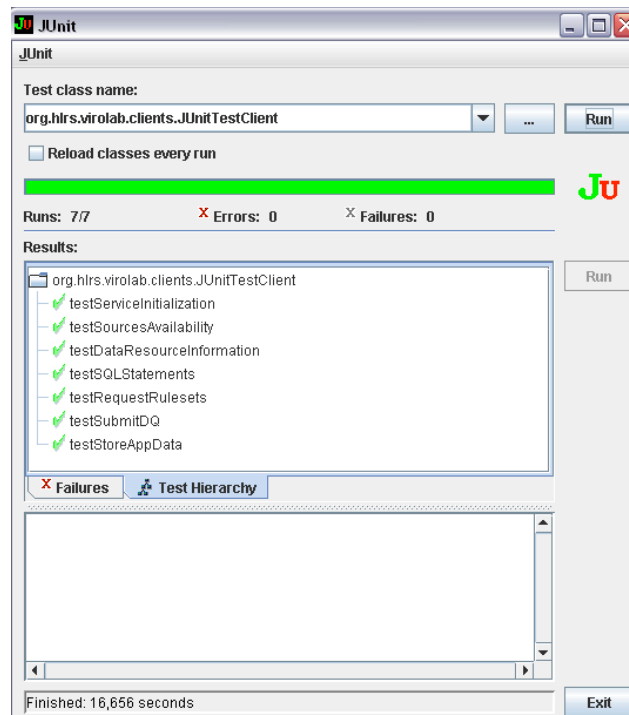 JU JUnit
JUnit
Test class name:
org.hlrs.virolab.clients.JUnitTestClient ... Run
Reload classes every run
JU
Runs: 7/7 X Errors: 0 X Failures: 0
Results:
org.hlrs.virolab.clients.JUnitTestClient Run
testServiceInitialization
testSourcesAvailability
testDataResourceInformation
testSQLStatements
testRequestRulesets
testSubmitDQ
testStoreAppData
X Failures Test Hierarchy
Finished: 16,656 seconds Exit